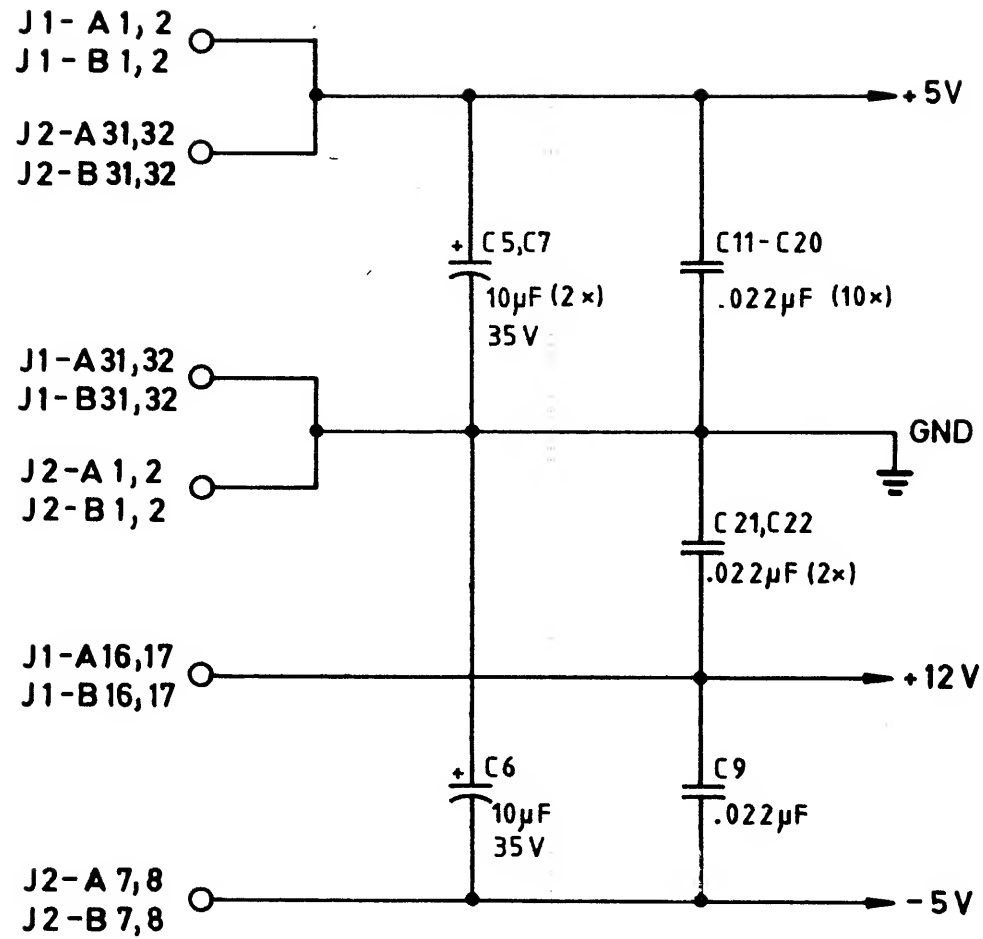 J1-A1,2
J1-B1,2
+5V
J2-A31,32
J2-B31,32
+ C5,C7
10µF (2×)
35V
C11-C20
.022µF (10×)
J1-A31,32
J1-B31,32
GND
J2-A1,2
J2-B1,2
C21,C22
.022µF (2×)
J1-A16,17
J1-B16,17
+12V
+ C6
10µF
35V
C9
.022µF
J2-A7,8
J2-B7,8
-5V